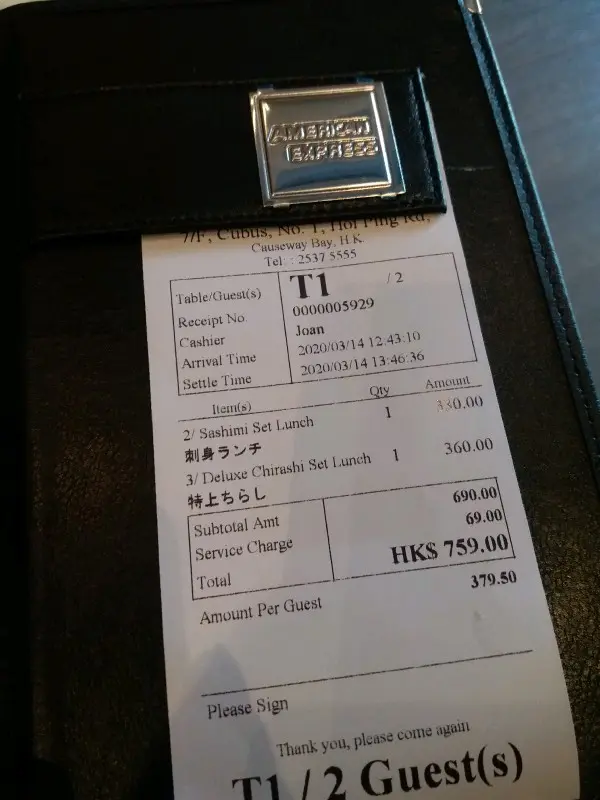 AMERICAN
EXPRESS
7/F, Cubus, No. 1, Hoi Ping Rd,
Causeway Bay, H.K.
Tel: : 2537 5555
Table/Guest(s) T1 / 2
Receipt No. 0000005929
Cashier Joan
Arrival Time 2020/03/14 12:43:10
Settle Time 2020/03/14 13:46:36
Item(s) Qty Amount
2/ Sashimi Set Lunch 1 330.00
刺身ランチ
3/ Deluxe Chirashi Set Lunch 1 360.00
特上ちらし
Subtotal Amt 690.00
Service Charge 69.00
Total HK$ 759.00
Amount Per Guest 379.50
Please Sign
Thank you, please come again
T1 / 2 Guest(s)